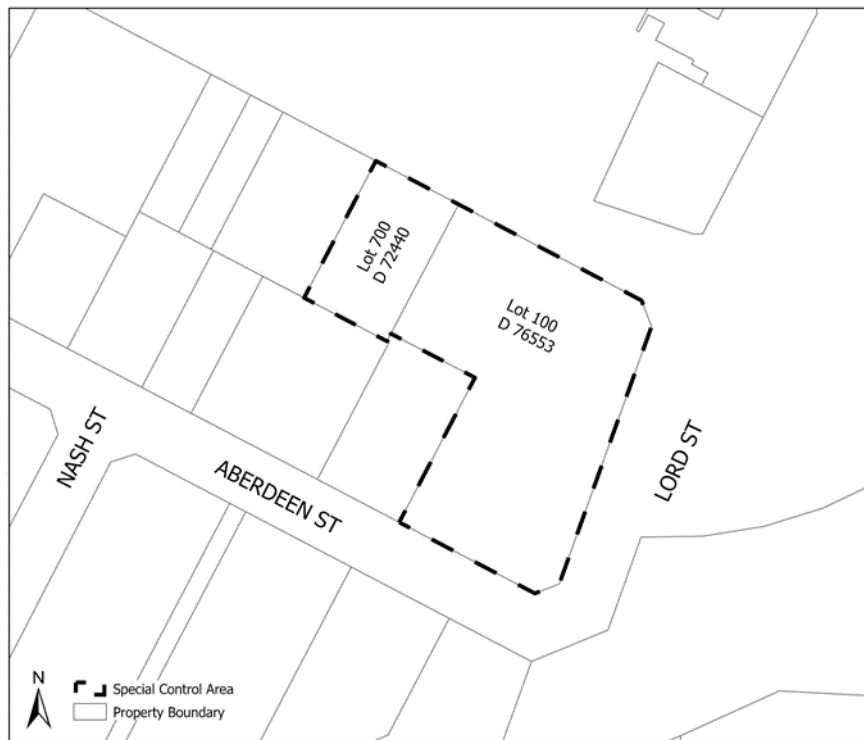 Lot 700
D 72440
Lot 100
D 76553
NASH ST
ABERDEEN ST
LORD ST
N
Special Control Area
Property Boundary